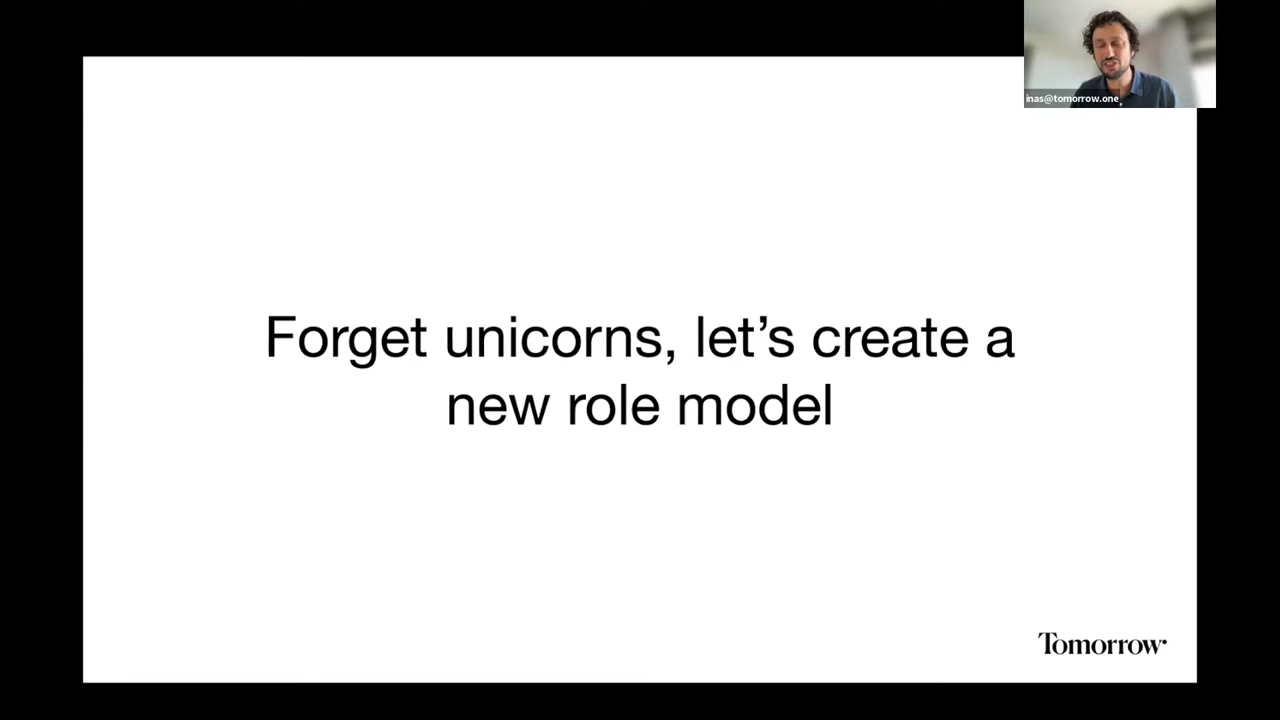 inas@tomorrow.one
Forget unicorns, let’s create a
new role model
Tomorrow